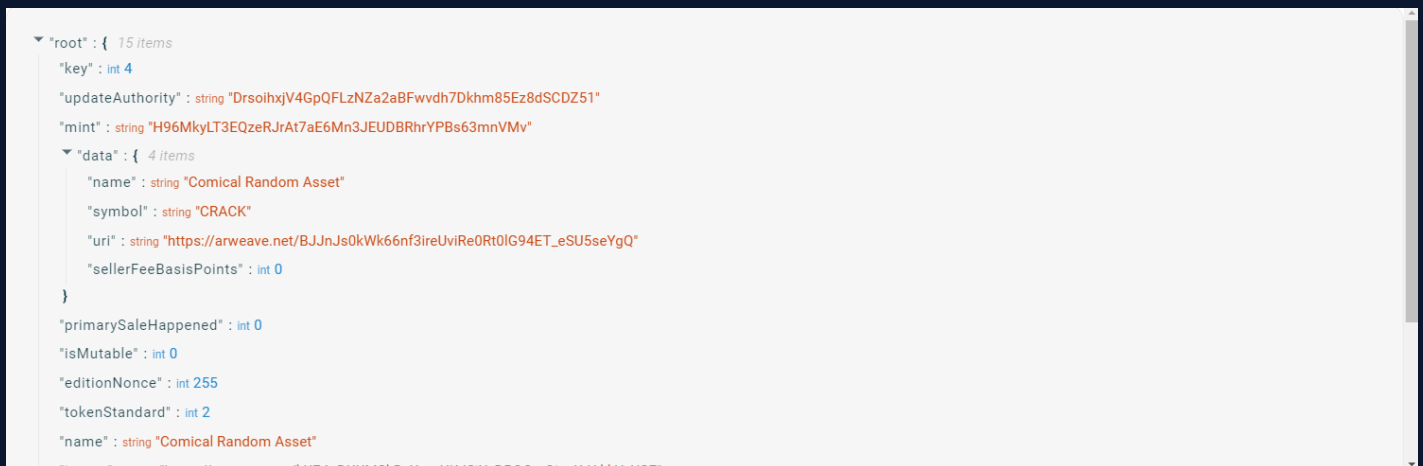 "root" : { 15 items
"key" : int 4
"updateAuthority" : string "DrsoihxjV4GpQFLzNZa2aBFwvdh7Dkhm85Ez8dSCDZ51"
"mint" : string "H96MkyLT3EQzeRJrAt7aE6Mn3JEUDBRhrYPBs63mnVMv"
"data" : { 4 items
"name" : string "Comical Random Asset"
"symbol" : string "CRACK"
"uri" : string "https://arweave.net/BJJnJs0kWk66nf3ireUviRe0Rt0lG94ET_eSU5seYgQ"
"sellerFeeBasisPoints" : int 0
}
"primarySaleHappened" : int 0
"isMutable" : int 0
"editionNonce" : int 255
"tokenStandard" : int 2
"name" : string "Comical Random Asset"